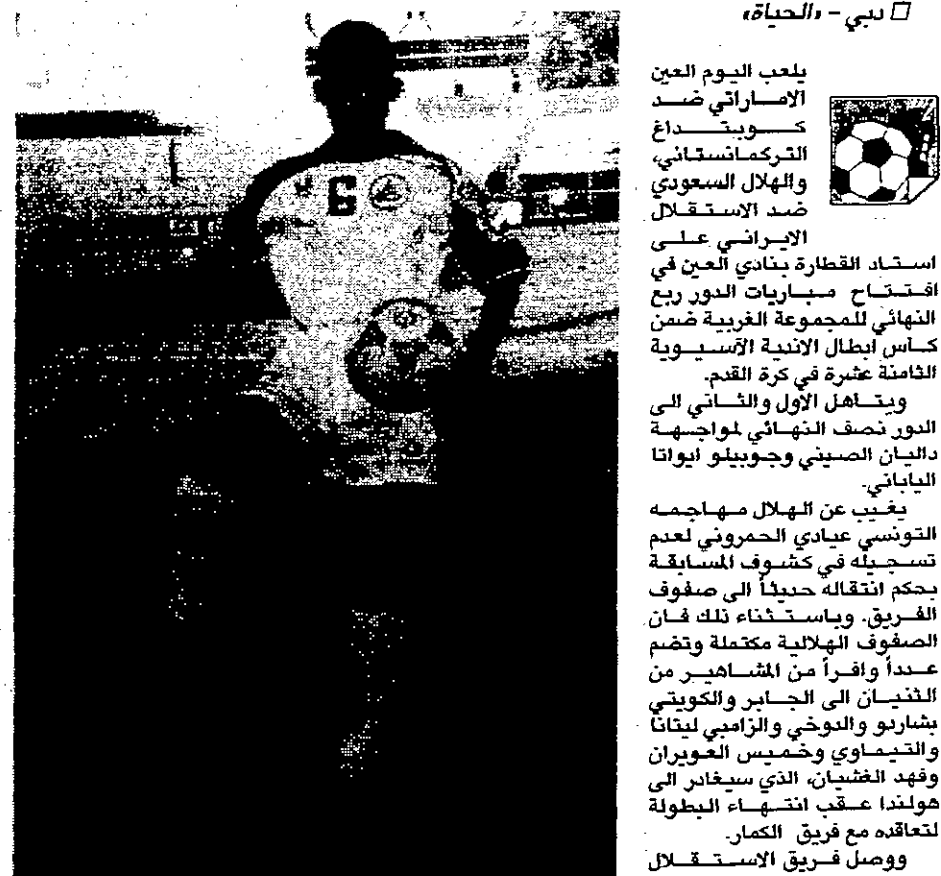 □ دبي – «الحياة»
يلعب اليوم العين
الاماراتي ضد
كوبتداغ
التركمانستاني،
والهلال السعودي
ضد الاستقلال
الايراني على
استاد القطارة بنادي العين في
افتتاح مباريات الدور ربع
النهائي للمجموعة الغربية ضمن
كأس ابطال الاندية الآسيوية
الثامنة عشرة في كرة القدم.
ويتاهل الاول والثاني الى
الدور نصف النهائي لمواجهة
داليان الصيني وجوبيلو ايواتا
الياباني.
يغيب عن الهلال مهاجمه
التونسي عيادي الحمروني لعدم
تسجيله في كشوف المسابقة
بحكم انتقاله حديثاً الى صفوف
الفريق. وباستثناء ذلك فان
الصفوف الهلالية مكتملة وتضم
عدداً وافراً من المشاهير من
الثنيان الى الجابر والكويتي
بشار بو والدوخي والزامبي ليتانا
والتيماوي وخميس العويران
وفهد الغشيان، الذي سيغادر الى
هولندا عقب انتهاء البطولة
لتعاقده مع فريق الكمار.
ووصل فريق الاستقلال